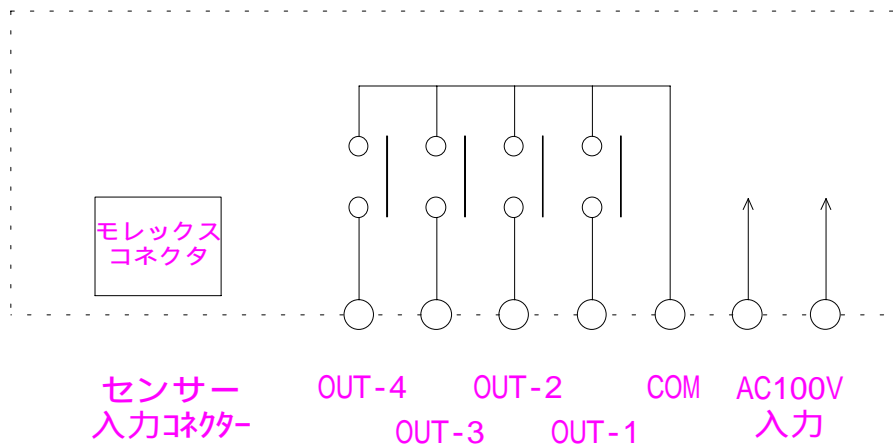 モレックス
コネクタ
センサー
入力コネクター
OUT-4
OUT-3
OUT-2
OUT-1
COM
AC100V
入力